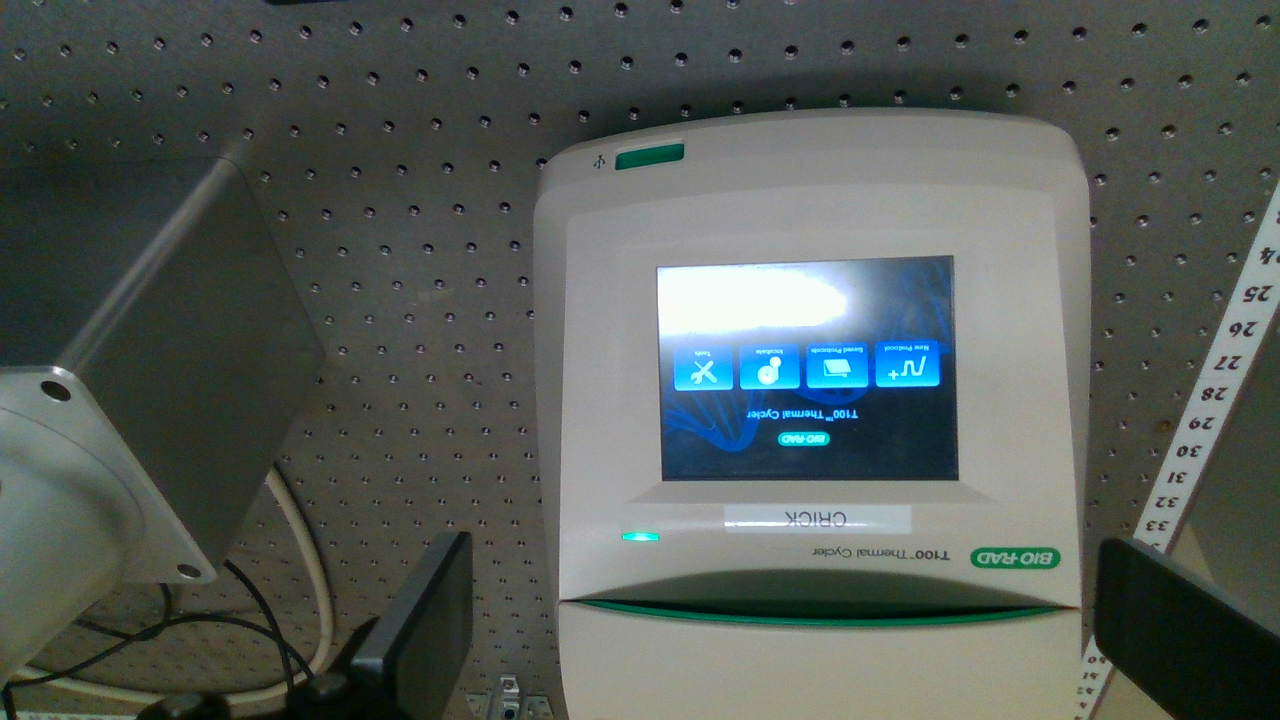 BIO-RAD
T100™ Thermal Cycler
New Protocol
Saved Protocols
Incubate
Tools
CRICK
BIO-RAD
T100™ Thermal Cycler
25
26
27
28
29
30
31
32
33